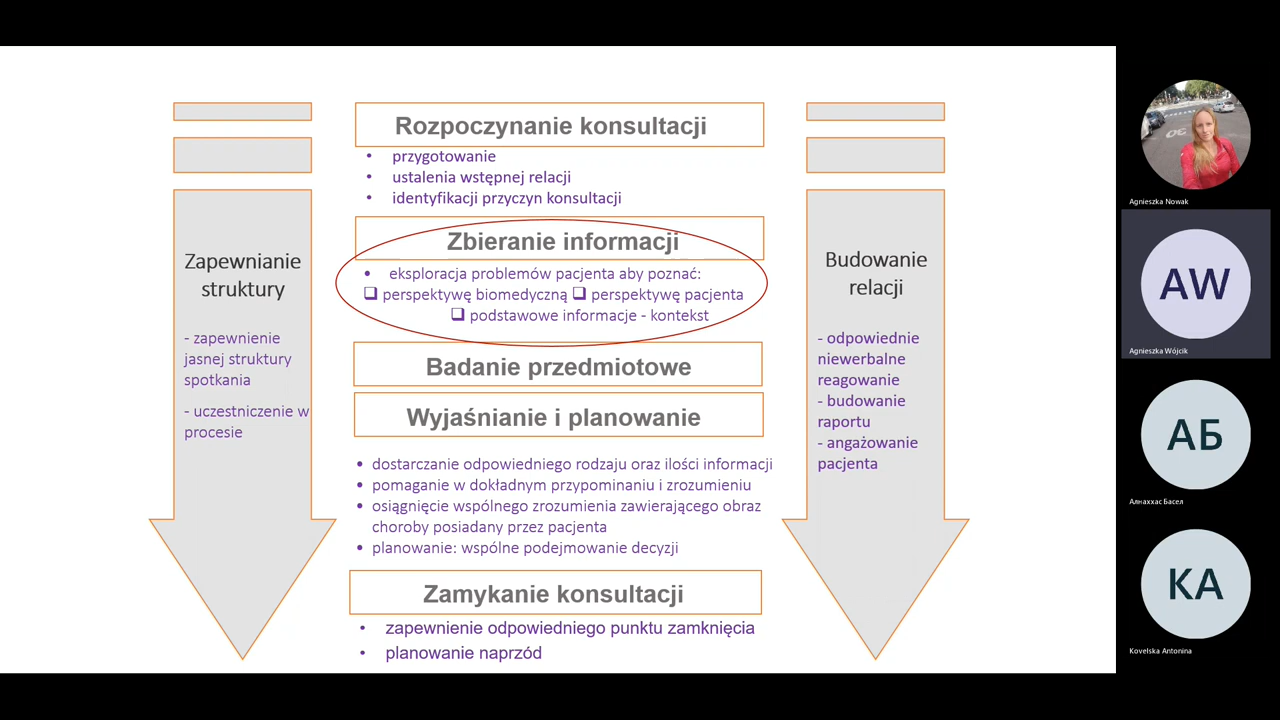 Rozpoczynanie konsultacji
• przygotowanie
• ustalenia wstępnej relacji
• identyfikacji przyczyn konsultacji
Zbieranie informacji
• eksploracja problemów pacjenta aby poznać:
❑ perspektywę biomedyczną ❑ perspektywę pacjenta
❑ podstawowe informacje - kontekst
Badanie przedmiotowe
Wyjaśnianie i planowanie
• dostarczanie odpowiedniego rodzaju oraz ilości informacji
• pomaganie w dokładnym przypominaniu i zrozumieniu
• osiągnięcie wspólnego zrozumienia zawierającego obraz
choroby posiadany przez pacjenta
• planowanie: wspólne podejmowanie decyzji
Zamykanie konsultacji
• zapewnienie odpowiedniego punktu zamknięcia
• planowanie naprzód
Zapewnianie
struktury
- zapewnienie
jasnej struktury
spotkania
- uczestniczenie w
procesie
Budowanie
relacji
- odpowiednie
niewerbalne
reagowanie
- budowanie
raportu
- angażowanie
pacjenta
Agnieszka Nowak
AW
Agnieszka Wójcik
АБ
Алнаххас Басел
KA
Kovelska Antonina